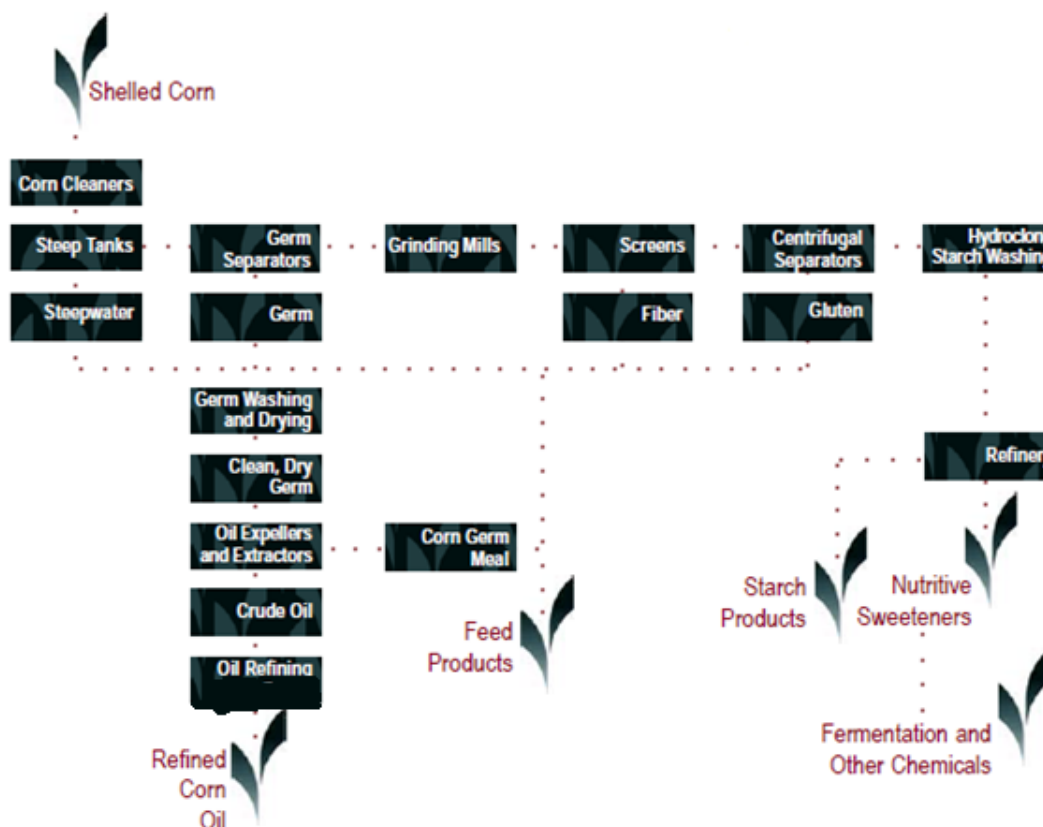 Shelled Corn
Corn Cleaners
Steep Tanks
Germ
Separators
Grinding Mills
Screens
Centrifugal
Separators
Hydroclon
Starch Washing
Steepwater
Germ
Fiber
Gluten
Germ Washing
and Drying
Clean, Dry
Germ
Refiner
Oil Expellers
and Extractors
Corn Germ
Meal
Crude Oil
Starch
Products
Nutritive
Sweeteners
Feed
Products
Oil Refining
Fermentation and
Other Chemicals
Refined
Corn
Oil